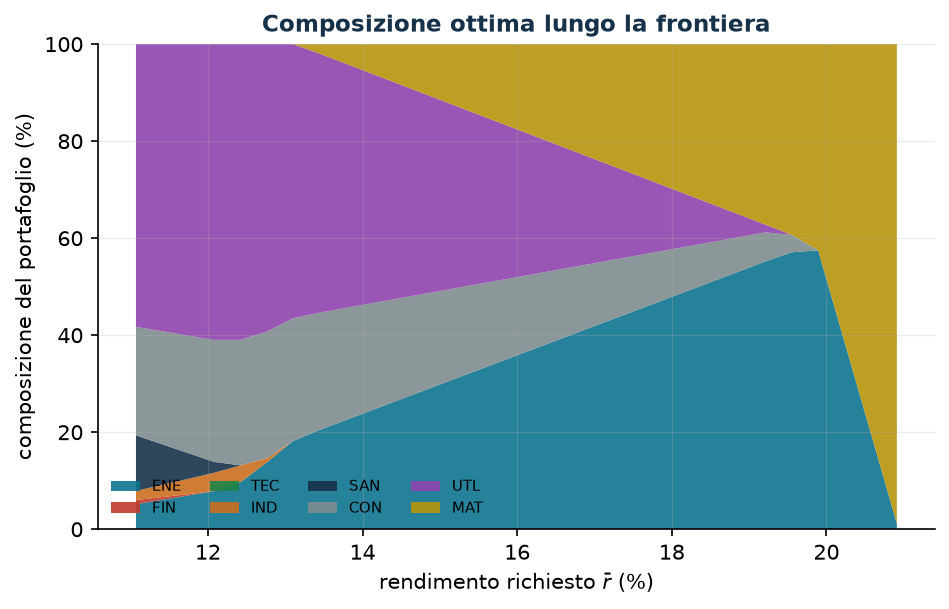 Composizione ottima lungo la frontiera
composizione del portafoglio (%)
100
80
60
40
20
0
ENE TEC SAN UTL
FIN IND CON MAT
12 14 16 18 20
rendimento richiesto r̄ (%)